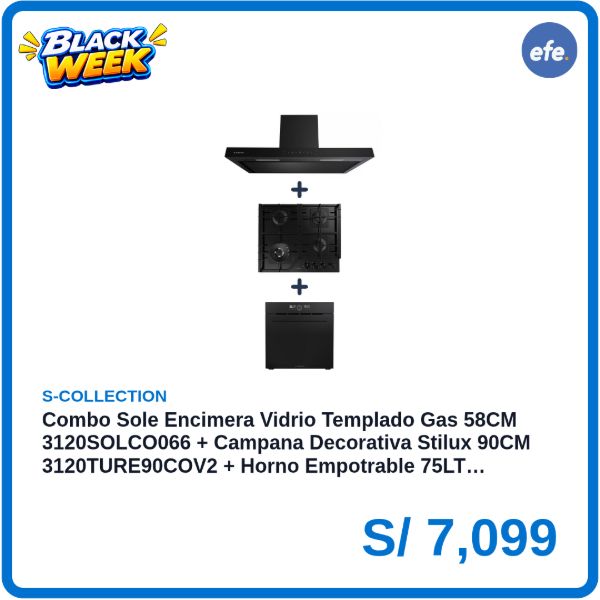 BLACK
WEEK
efe.
S-COLLECTION
Combo Sole Encimera Vidrio Templado Gas 58CM
3120SOLCO066 + Campana Decorativa Stilux 90CM
3120TURE90COV2 + Horno Empotrable 75LT…
S/ 7,099